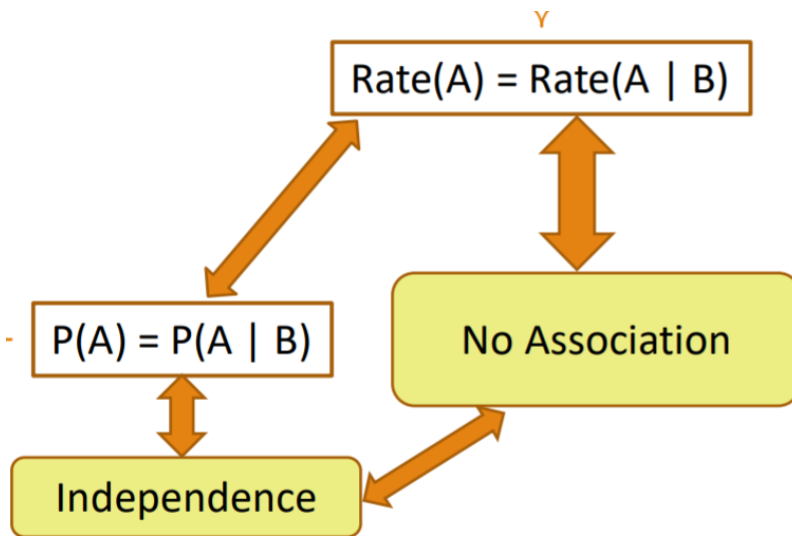 Rate(A) = Rate(A | B)
P(A) = P(A | B)
No Association
Independence